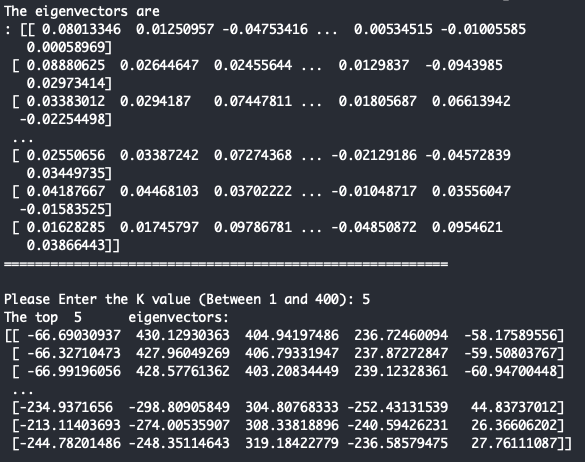 The eigenvectors are
: [[ 0.08013346 0.01250957 -0.04753416 ... 0.00534515 -0.01005585
0.00058969]
[ 0.08880625 0.02644647 0.02455644 ... 0.0129837 -0.0943985
0.02973414]
[ 0.03383012 0.0294187 0.07447811 ... 0.01805687 0.06613942
-0.02254498]
...
[ 0.02550656 0.03387242 0.07274368 ... -0.02129186 -0.04572839
0.03449735]
[ 0.04187667 0.04468103 0.03702222 ... -0.01048717 0.03556047
-0.01583525]
[ 0.01628285 0.01745797 0.09786781 ... -0.04850872 0.0954621
0.03866443]]
==========================================================
Please Enter the K value (Between 1 and 400): 5
The top 5 eigenvectors:
[[ -66.69030937 430.12930363 404.94197486 236.72460094 -58.17589556]
[ -66.32710473 427.96049269 406.79331947 237.87272847 -59.50803767]
[ -66.99196056 428.57761362 403.20834449 239.12328361 -60.94700448]
...
[-234.9371656 -298.80905849 304.80768333 -252.43131539 44.83737012]
[-213.11403693 -274.00535907 308.33818896 -240.59426231 26.36606202]
[-244.78201486 -248.35114643 319.18422779 -236.58579475 27.76111087]]